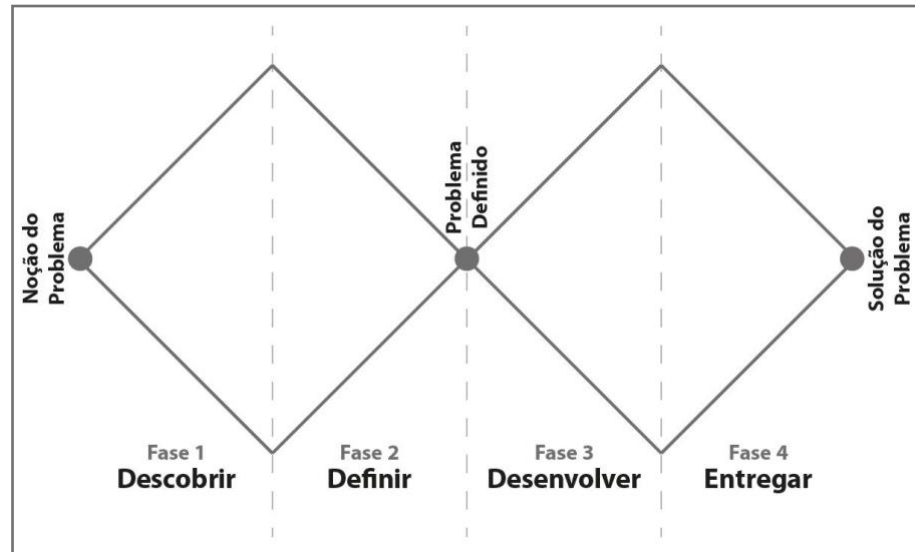 Noção do
Problema
Problema
Definido
Solução do
Problema
Fase 1
Descobrir
Fase 2
Definir
Fase 3
Desenvolver
Fase 4
Entregar